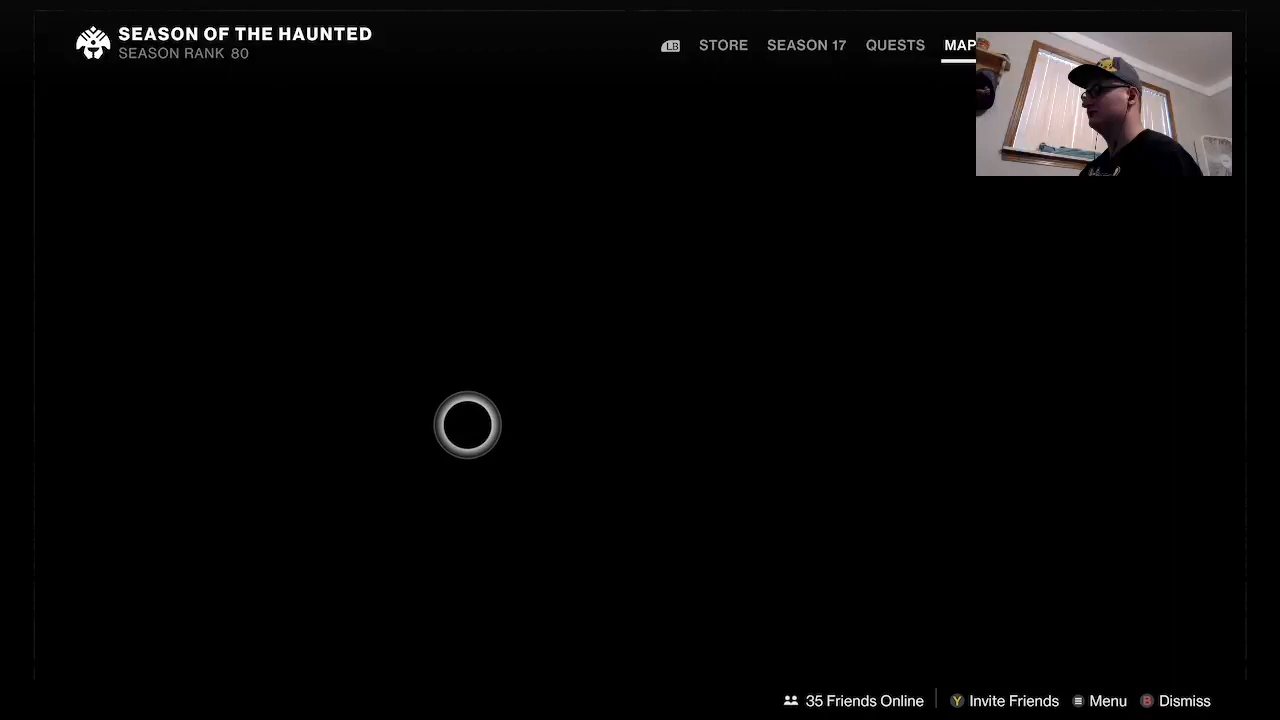 SEASON OF THE HAUNTED
SEASON RANK 80
LB STORE SEASON 17 QUESTS MAP
35 Friends Online Y Invite Friends Menu B Dismiss